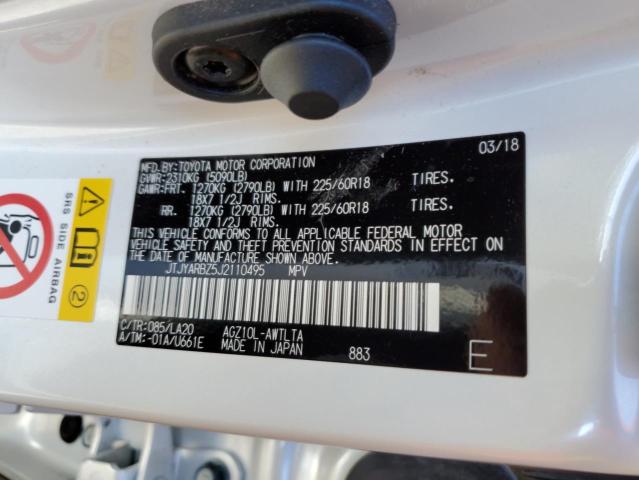 MFD.BY:TOYOTA MOTOR CORPORATION 03/18
GVWR:2310KG (5090LB)
GAWR:FRT. 1270KG (2790LB) WITH 225/60R18 TIRES.
18X7 1/2J RIMS.
RR. 1270KG (2790LB) WITH 225/60R18 TIRES.
18X7 1/2J RIMS.
THIS VEHICLE CONFORMS TO ALL APPLICABLE FEDERAL MOTOR
VEHICLE SAFETY AND THEFT PREVENTION STANDARDS IN EFFECT ON
THE DATE OF MANUFACTURE SHOWN ABOVE.
JTJYARBZ5J2110495 MPV
C/TR: 085/LA20 AGZ10L-AWTLTA
A/TM: -01A/U661E MADE IN JAPAN 883 E
SRS SIDE AIRBAG